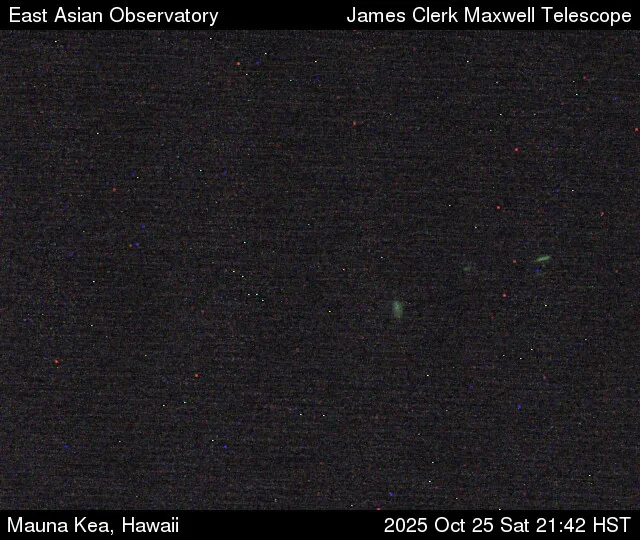 East Asian Observatory
James Clerk Maxwell Telescope
Mauna Kea, Hawaii
2025 Oct 25 Sat 21:42 HST